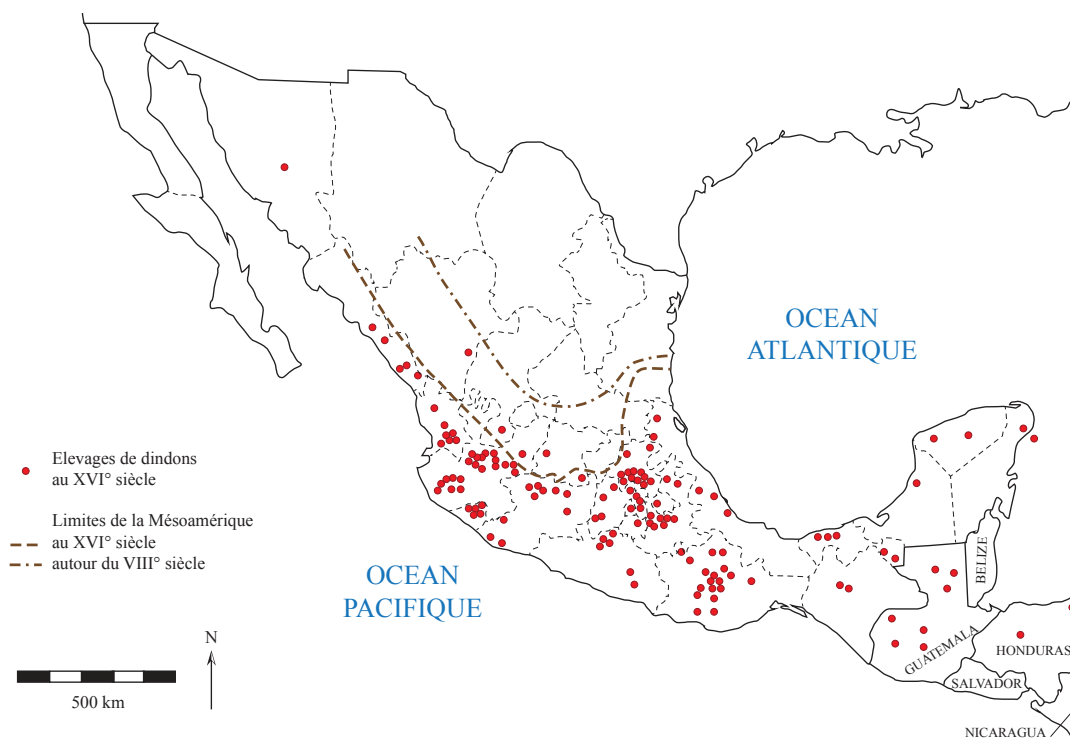 OCEAN
ATLANTIQUE
Elevages de dindons
au XVI° siècle
Limites de la Mésoamérique
au XVI° siècle
autour du VIII° siècle
OCEAN
PACIFIQUE
N
500 km
BELIZE
GUATEMALA
HONDURAS
SALVADOR
NICARAGUA